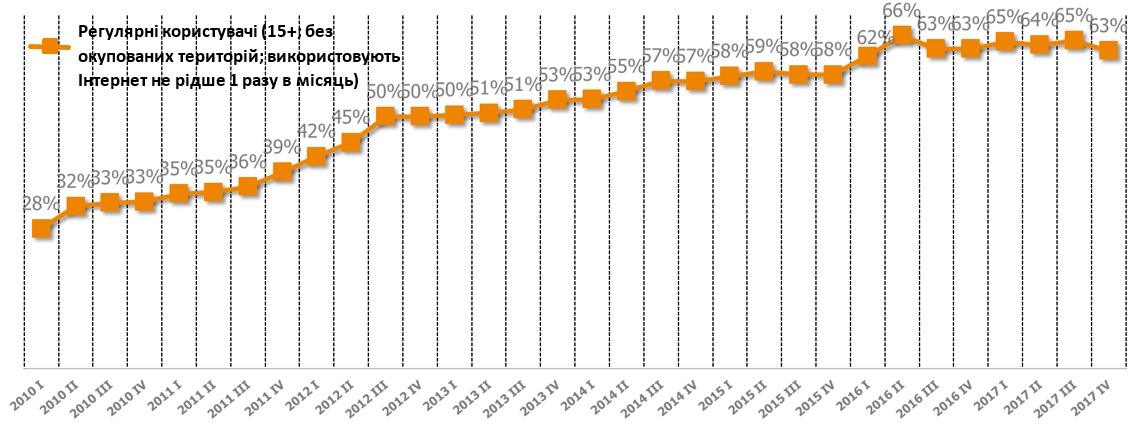 Регулярні користувачі (15+; без
окупованих територій; використовують
Інтернет не рідше 1 разу в місяць)
28%
32%
33%
33%
35%
35%
36%
39%
42%
45%
50%
50%
50%
51%
51%
53%
53%
55%
57%
57%
58%
59%
58%
58%
62%
66%
63%
63%
65%
64%
65%
63%
2010 I
2010 II
2010 III
2010 IV
2011 I
2011 II
2011 III
2011 IV
2012 I
2012 II
2012 III
2012 IV
2013 I
2013 II
2013 III
2013 IV
2014 I
2014 II
2014 III
2014 IV
2015 I
2015 II
2015 III
2015 IV
2016 I
2016 II
2016 III
2016 IV
2017 I
2017 II
2017 III
2017 IV